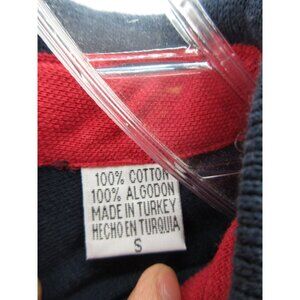 100% COTTON
100% ALGODON
MADE IN TURKEY
HECHO EN TURQUIA
S